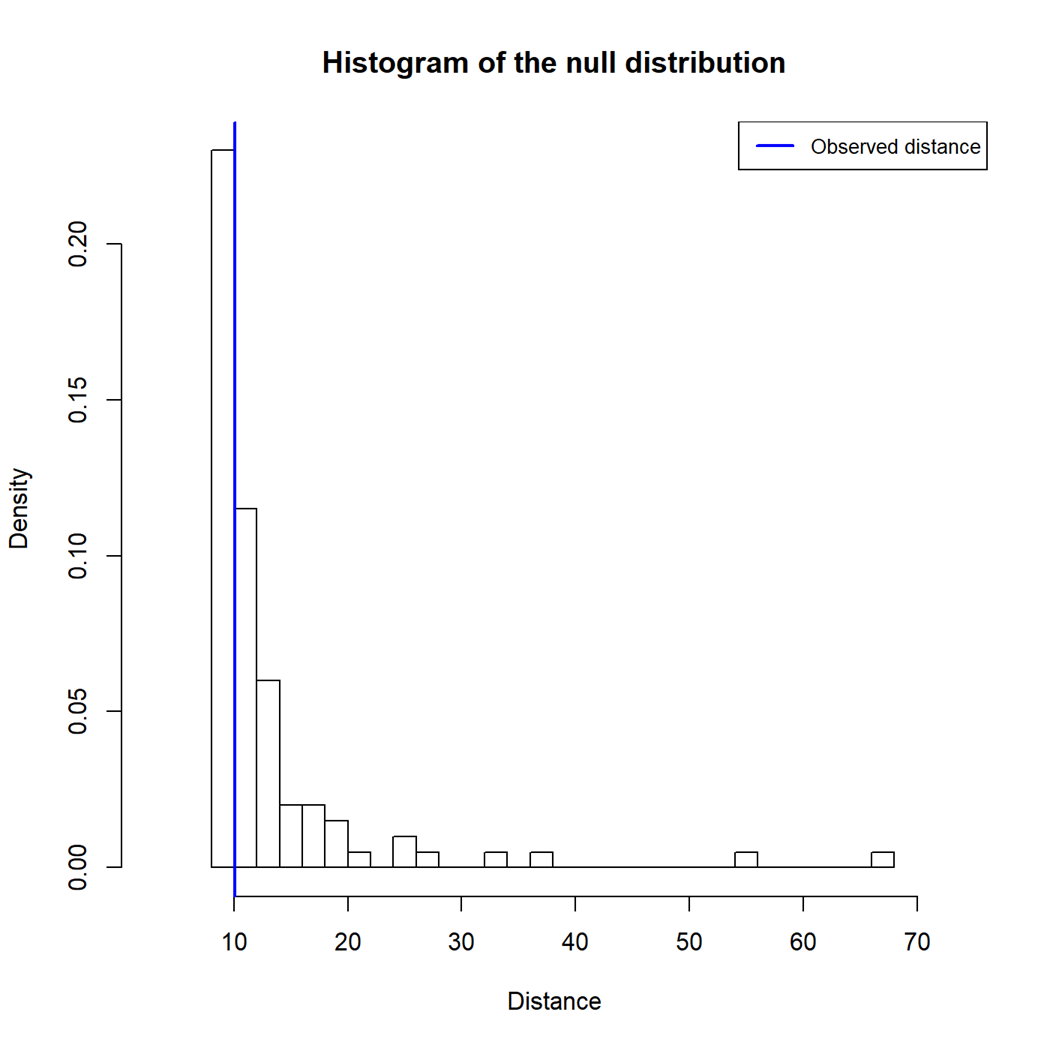 Histogram of the null distribution
Observed distance
Density
0.20
0.15
0.10
0.05
0.00
10 20 30 40 50 60 70
Distance